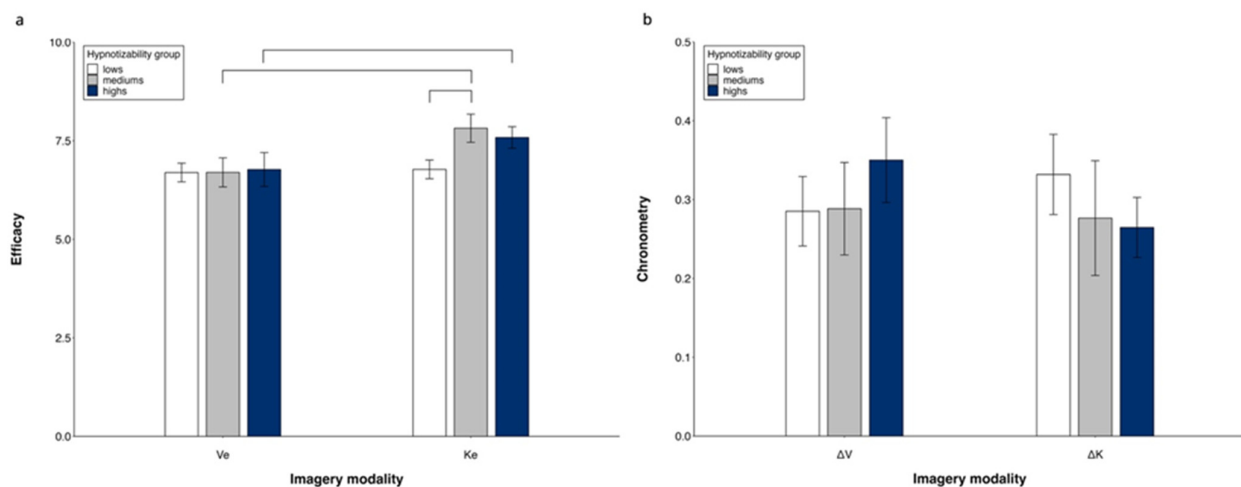 a
Hypnotizability group
lows
mediums
highs
10.0
7.5
5.0
2.5
0.0
Efficacy
Ve
Ke
Imagery modality
b
Hypnotizability group
lows
mediums
highs
0.5
0.4
0.3
0.2
0.1
0.0
Chronometry
ΔV
ΔK
Imagery modality